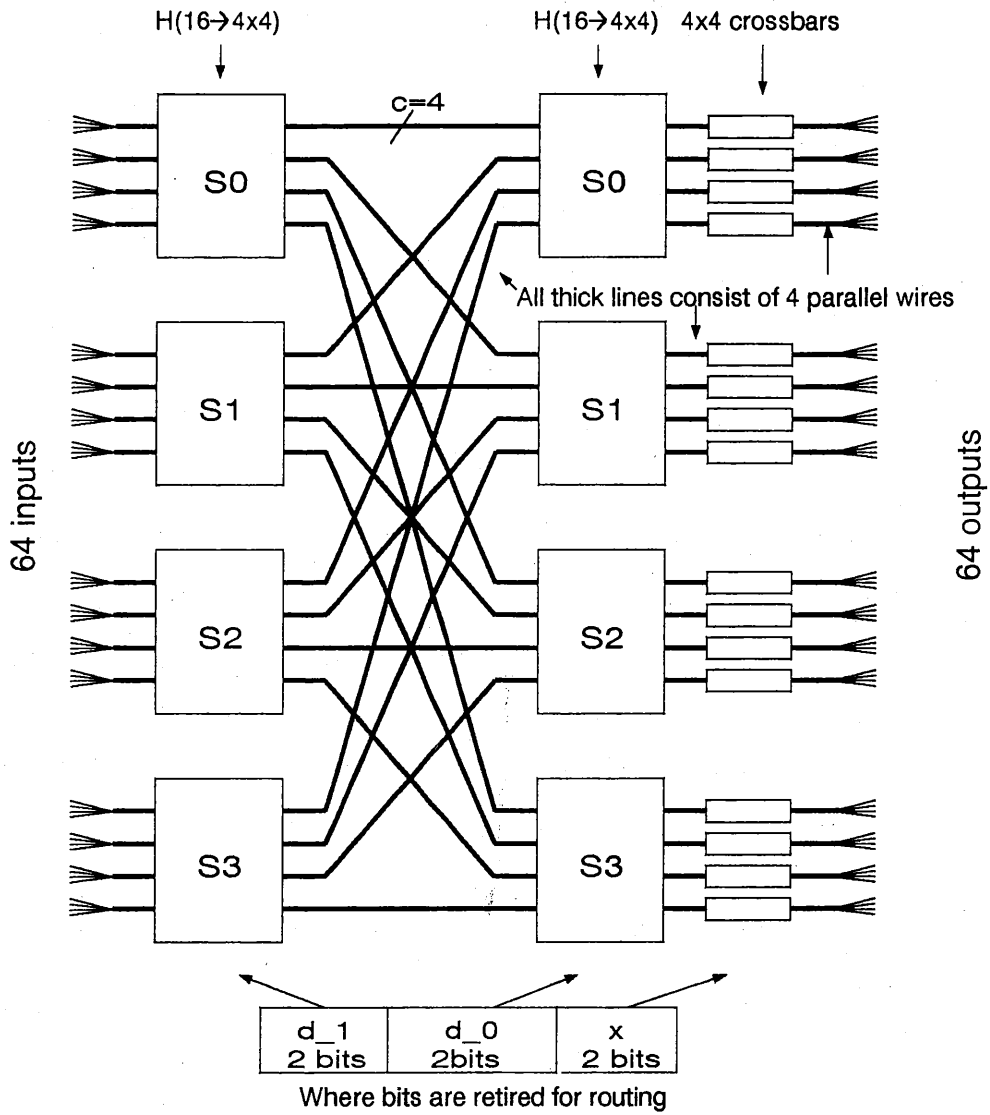 H(16→4x4)
H(16→4x4)
4x4 crossbars
c=4
S0
S0
All thick lines consist of 4 parallel wires
S1
S1
64 inputs
64 outputs
S2
S2
S3
S3
d_1
2 bits
d_0
2bits
x
2 bits
Where bits are retired for routing